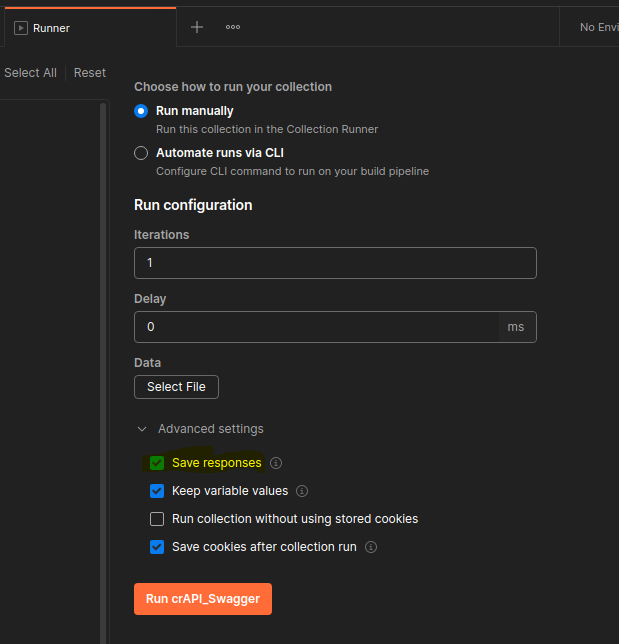 Runner
No Envi
Select All Reset
Choose how to run your collection
Run manually
Run this collection in the Collection Runner
Automate runs via CLI
Configure CLI command to run on your build pipeline
Run configuration
Iterations
1
Delay
0 ms
Data
Select File
Advanced settings
Save responses
Keep variable values
Run collection without using stored cookies
Save cookies after collection run
Run crAPI_Swagger